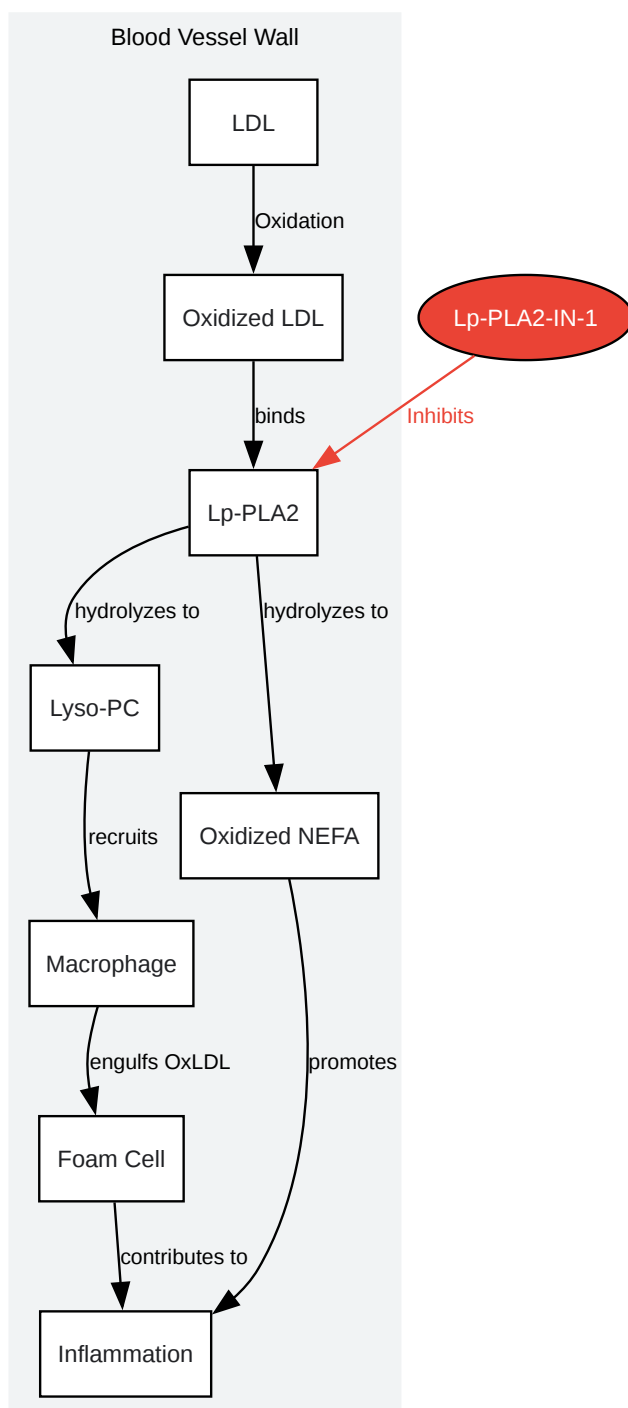 Blood Vessel Wall
LDL
Oxidation
Oxidized LDL
Lp-PLA2-IN-1
binds
Inhibits
Lp-PLA2
hydrolyzes to
hydrolyzes to
Lyso-PC
recruits
Oxidized NEFA
Macrophage
engulfs OxLDL
promotes
Foam Cell
contributes to
Inflammation